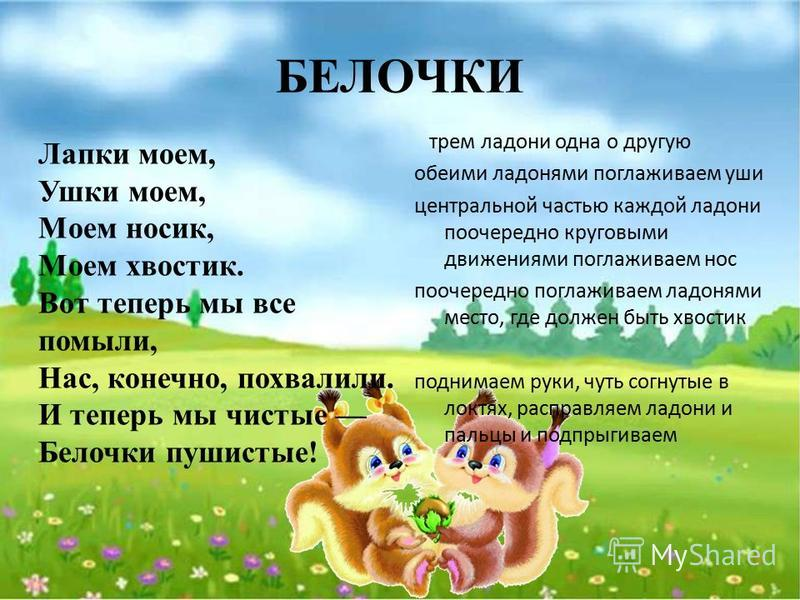 БЕЛОЧКИ
Лапки моем,
Ушки моем,
Моем носик,
Моем хвостик.
Вот теперь мы все
помыли,
Нас, конечно, похвалили.
И теперь мы чистые —
Белочки пушистые!
трем ладони одна о другую
обеими ладонями поглаживаем уши
центральной частью каждой ладони
поочередно круговыми
движениями поглаживаем нос
поочередно поглаживаем ладонями
место, где должен быть хвостик
поднимаем руки, чуть согнутые в
локтях, расправляем ладони и
пальцы и подпрыгиваем
MyShared